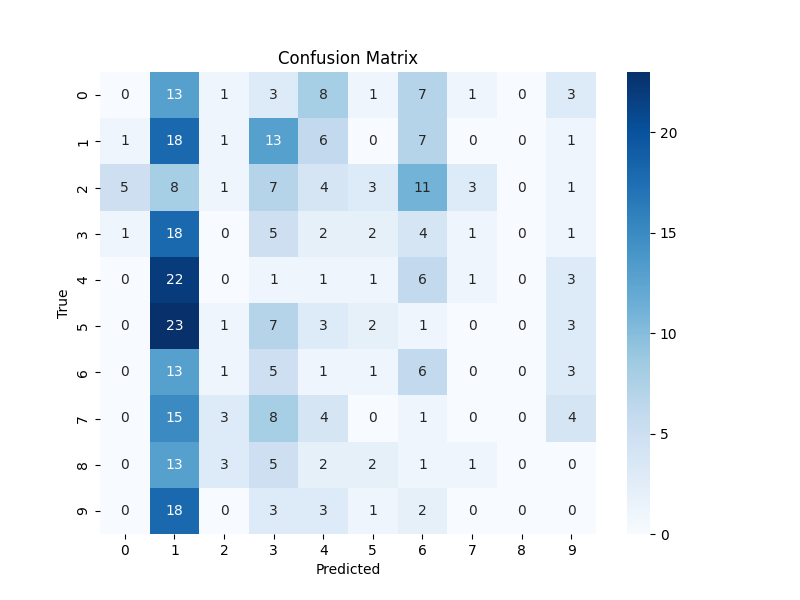 Confusion Matrix
0 0 13 1 3 8 1 7 1 0 3
1 1 18 1 13 6 0 7 0 0 1 20
2 5 8 1 7 4 3 11 3 0 1
3 1 18 0 5 2 2 4 1 0 1 15
4 0 22 0 1 1 1 6 1 0 3
True
5 0 23 1 7 3 2 1 0 0 3 10
6 0 13 1 5 1 1 6 0 0 3
7 0 15 3 8 4 0 1 0 0 4 5
8 0 13 3 5 2 2 1 1 0 0
9 0 18 0 3 3 1 2 0 0 0 0
0 1 2 3 4 5 6 7 8 9
Predicted